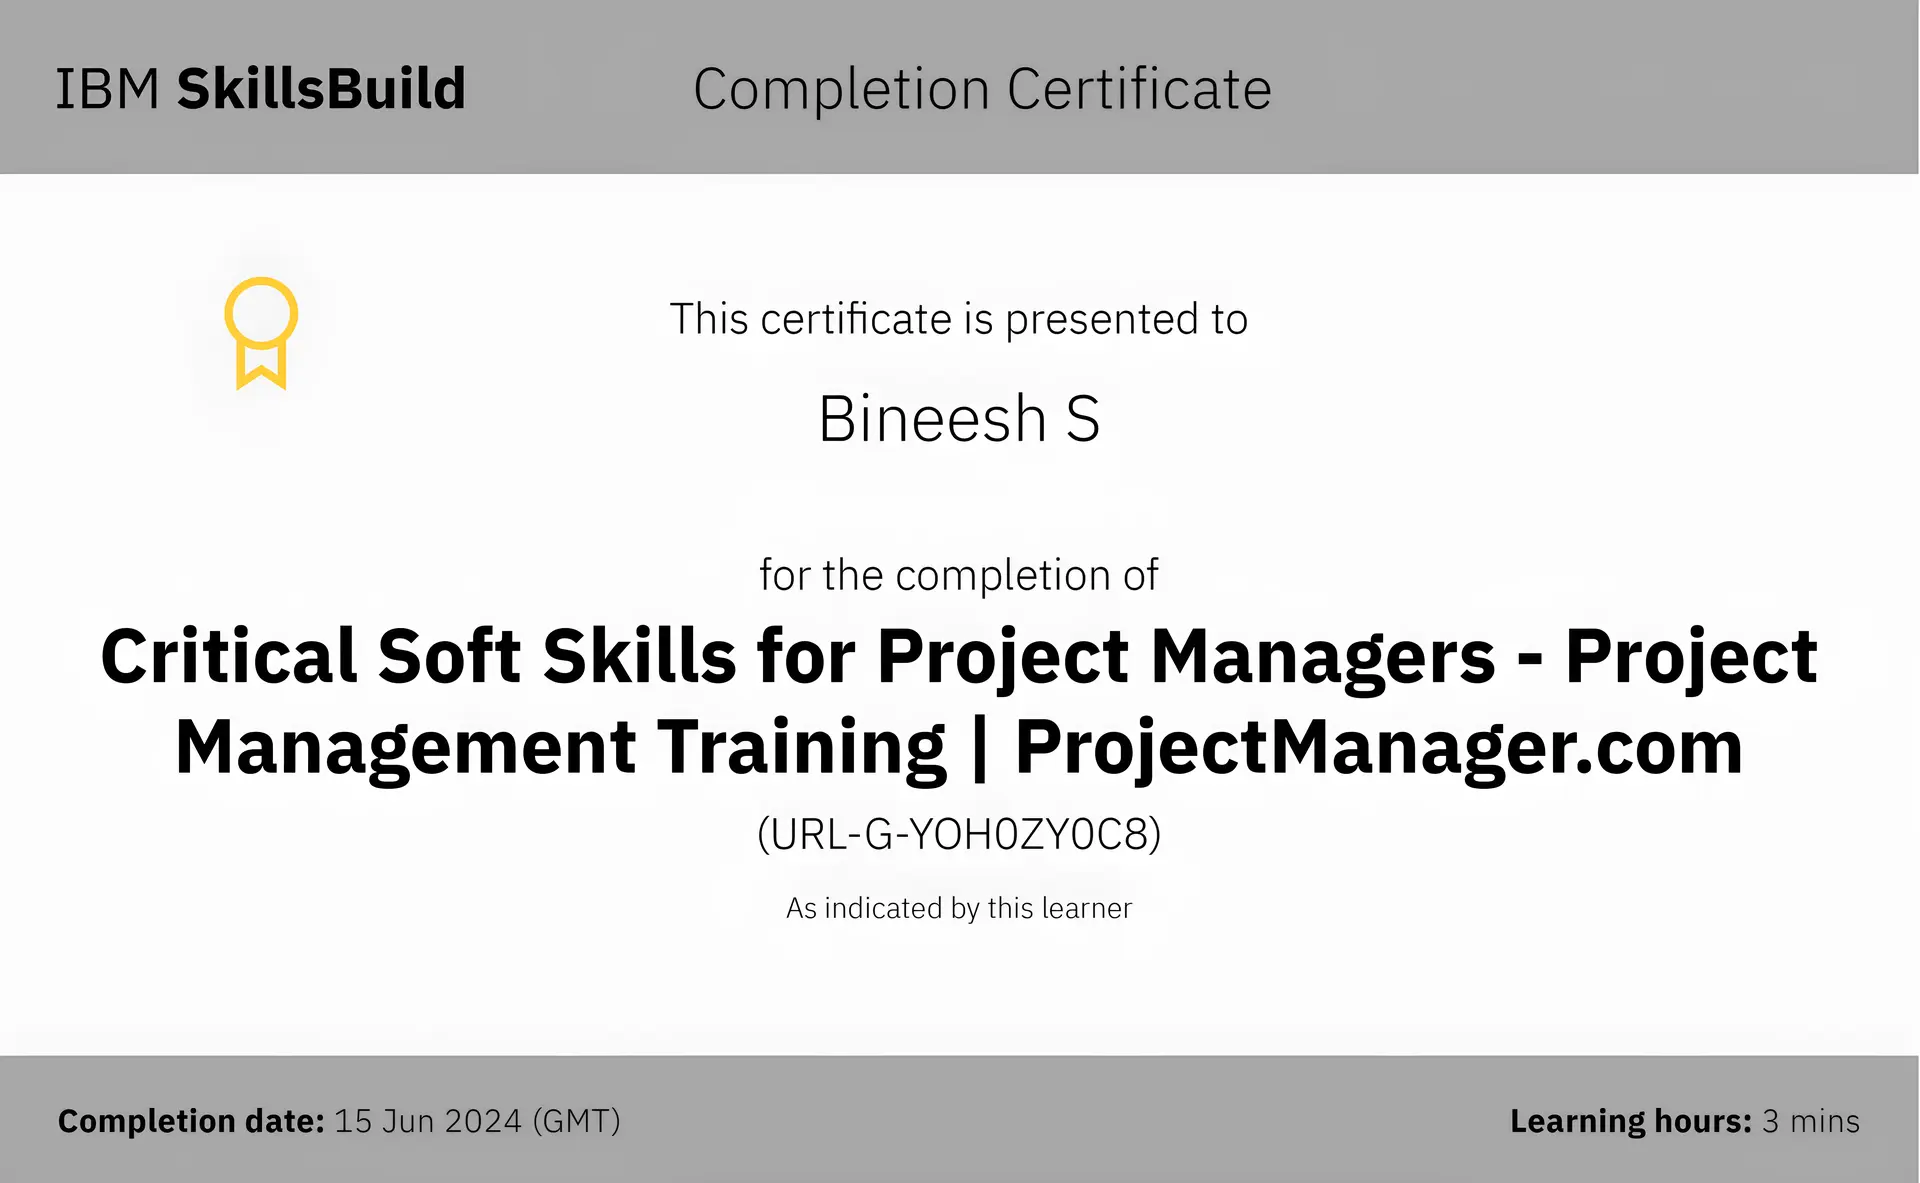 IBM SkillsBuild
Completion Certificate
This certificate is presented to
Bineesh S
for the completion of
Critical Soft Skills for Project Managers - Project
Management Training | ProjectManager.com
(URL-G-YOH0ZY0C8)
As indicated by this learner
Completion date: 15 Jun 2024 (GMT)
Learning hours: 3 mins